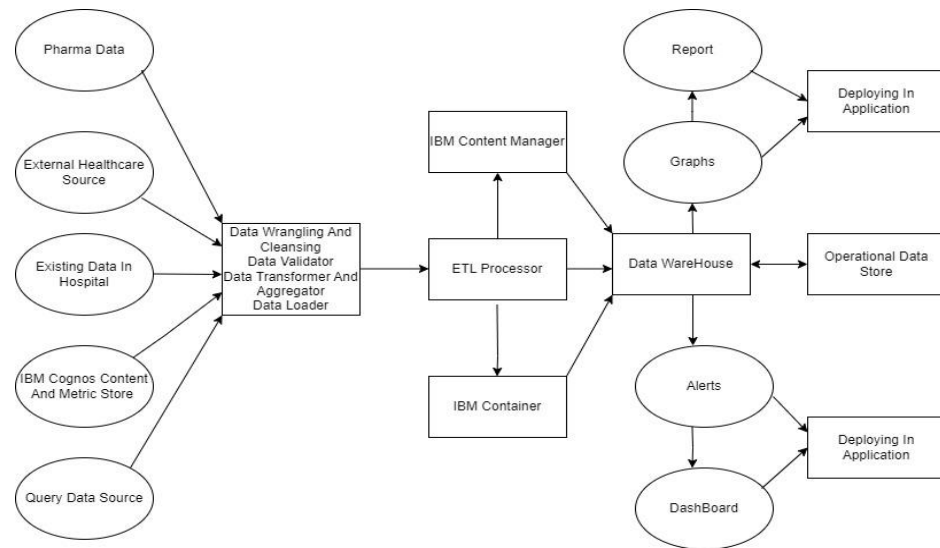 Pharma Data
External Healthcare
Source
Existing Data In
Hospital
IBM Cognos Content
And Metric Store
Query Data Source
Data Wrangling And
Cleansing
Data Validator
Data Transformer And
Aggregator
Data Loader
IBM Content Manager
ETL Processor
IBM Container
Data WareHouse
Report
Graphs
Alerts
DashBoard
Deploying In
Application
Operational Data
Store
Deploying In
Application